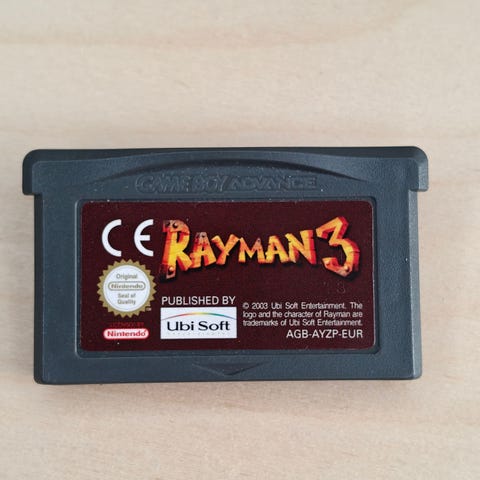 GAME BOY ADVANCE
CE
RAYMAN 3
Original
Nintendo
Seal of
Quality
PUBLISHED BY
Ubi Soft
© 2003 Ubi Soft Entertainment. The
logo and the character of Rayman are
trademarks of Ubi Soft Entertainment.
Nintendo
AGB-AYZP-EUR